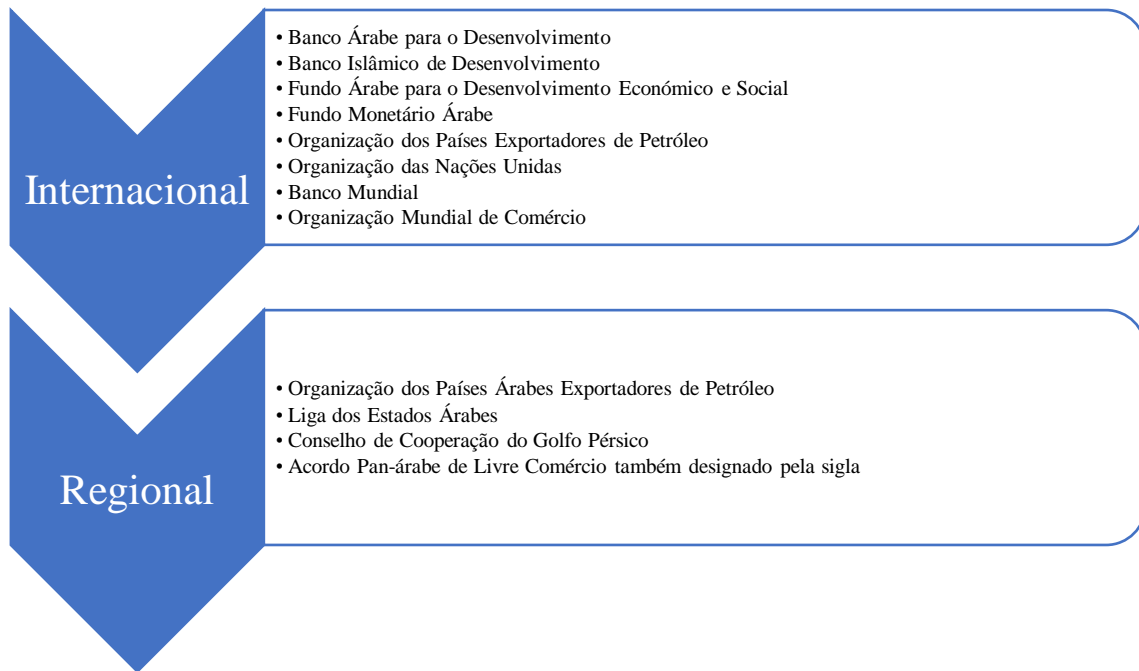 Internacional
• Banco Árabe para o Desenvolvimento
• Banco Islâmico de Desenvolvimento
• Fundo Árabe para o Desenvolvimento Económico e Social
• Fundo Monetário Árabe
• Organização dos Países Exportadores de Petróleo
• Organização das Nações Unidas
• Banco Mundial
• Organização Mundial de Comércio
Regional
• Organização dos Países Árabes Exportadores de Petróleo
• Liga dos Estados Árabes
• Conselho de Cooperação do Golfo Pérsico
• Acordo Pan-árabe de Livre Comércio também designado pela sigla